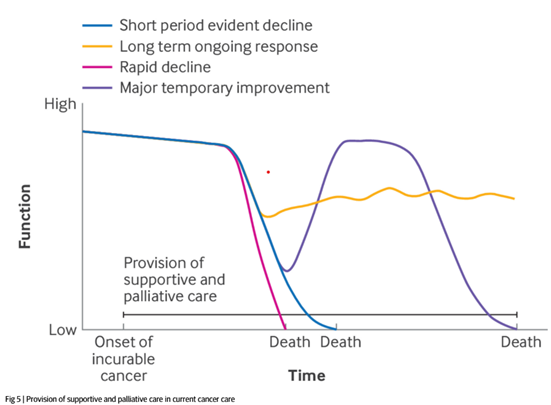 Short period evident decline
Long term ongoing response
Rapid decline
Major temporary improvement
High
Function
Provision of
supportive and
palliative care
Low
Onset of
incurable
cancer
Death
Death
Death
Time
Fig 5 | Provision of supportive and palliative care in current cancer care